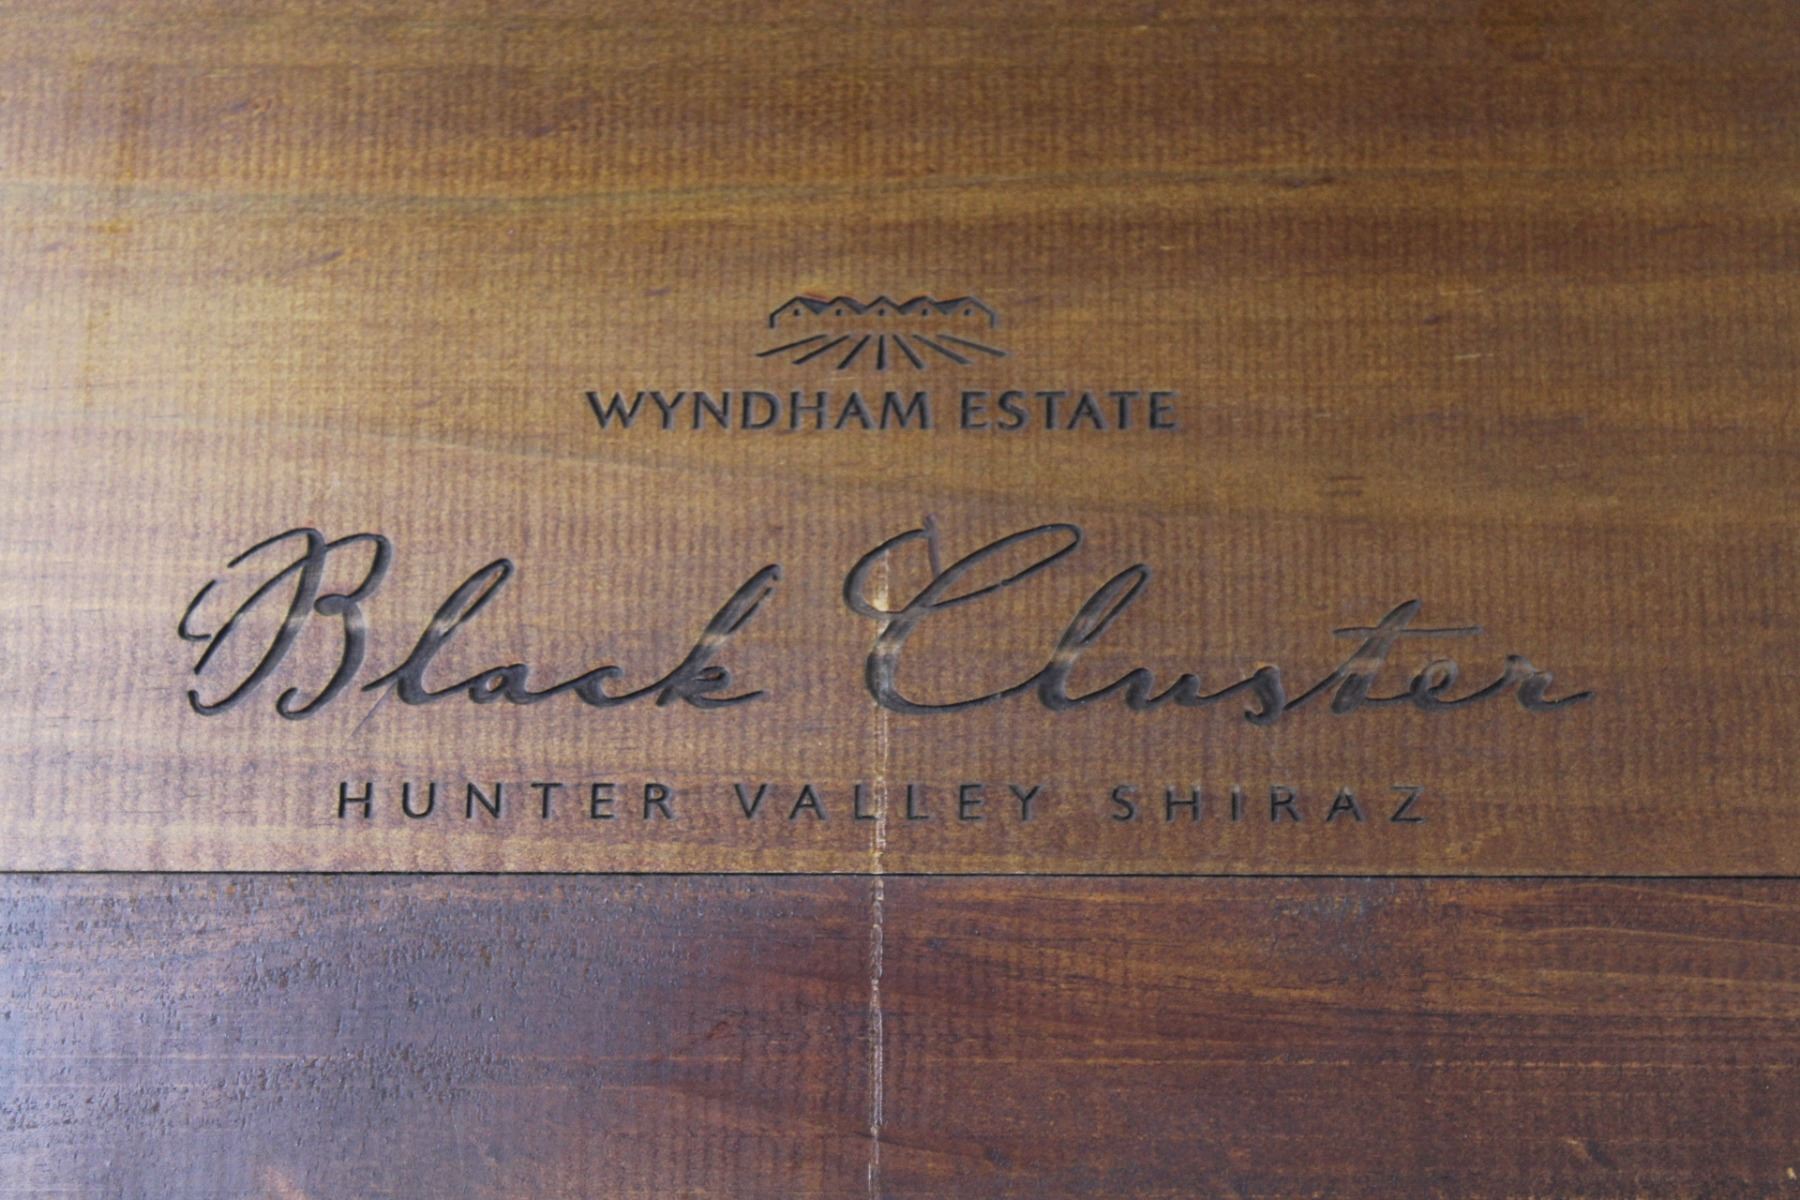 WYNDHAM ESTATE
Black Cluster
HUNTER VALLEY SHIRAZ